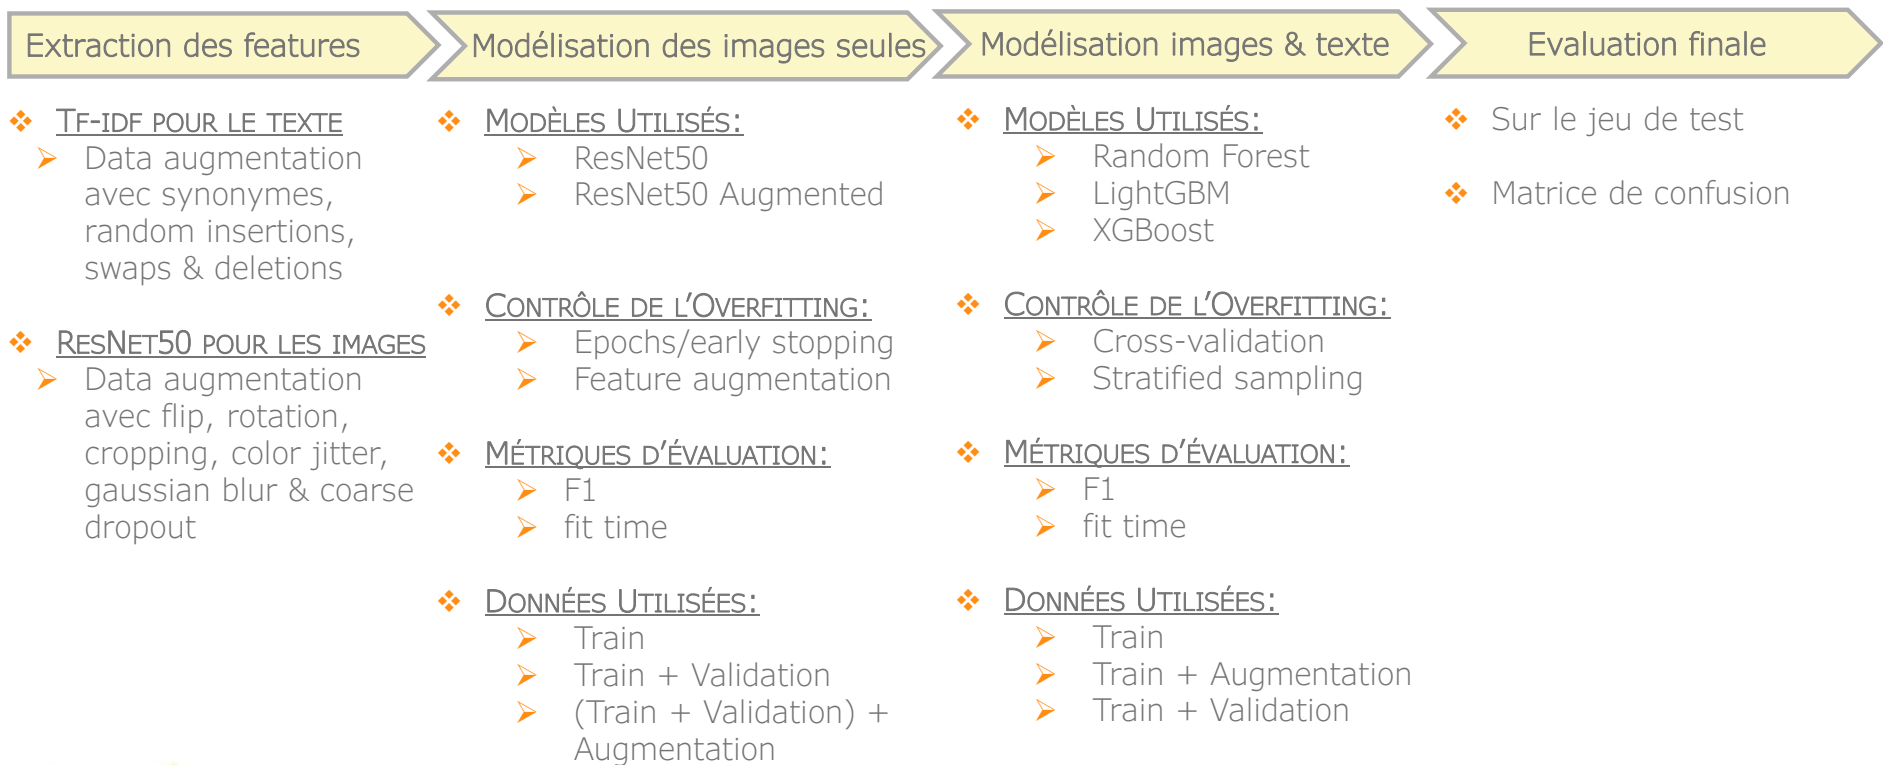 Extraction des features
Modélisation des images seules
Modélisation images & texte
Evaluation finale
TF-IDF POUR LE TEXTE
Data augmentation
avec synonymes,
random insertions,
swaps & deletions
RESNET50 POUR LES IMAGES
Data augmentation
avec flip, rotation,
cropping, color jitter,
gaussian blur & coarse
dropout
MODÈLES UTILISÉS:
ResNet50
ResNet50 Augmented
CONTRÔLE DE L’OVERFITTING:
Epochs/early stopping
Feature augmentation
MÉTRIQUES D’ÉVALUATION:
F1
fit time
DONNÉES UTILISÉES:
Train
Train + Validation
(Train + Validation) +
Augmentation
MODÈLES UTILISÉS:
Random Forest
LightGBM
XGBoost
CONTRÔLE DE L’OVERFITTING:
Cross-validation
Stratified sampling
MÉTRIQUES D’ÉVALUATION:
F1
fit time
DONNÉES UTILISÉES:
Train
Train + Augmentation
Train + Validation
Sur le jeu de test
Matrice de confusion